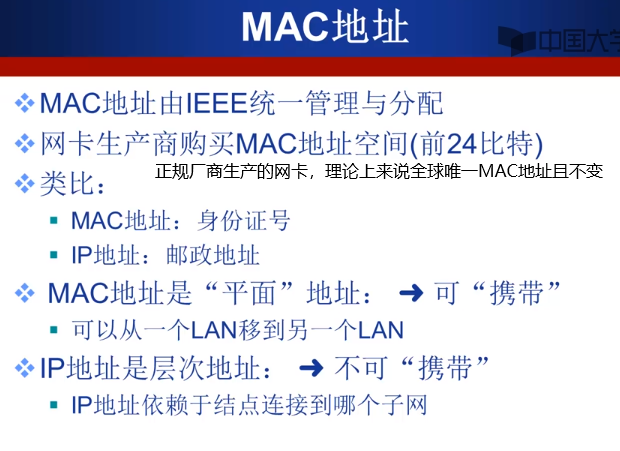 MAC地址
中国大学
MAC地址由IEEE统一管理与分配
网卡生产商购买MAC地址空间(前24比特)
正规厂商生产的网卡，理论上来说全球唯一MAC地址且不变
类比：
MAC地址：身份证号
IP地址：邮政地址
MAC地址是“平面”地址： ➜ 可“携带”
可以从一个LAN移到另一个LAN
IP地址是层次地址： ➜ 不可“携带”
IP地址依赖于结点连接到哪个子网